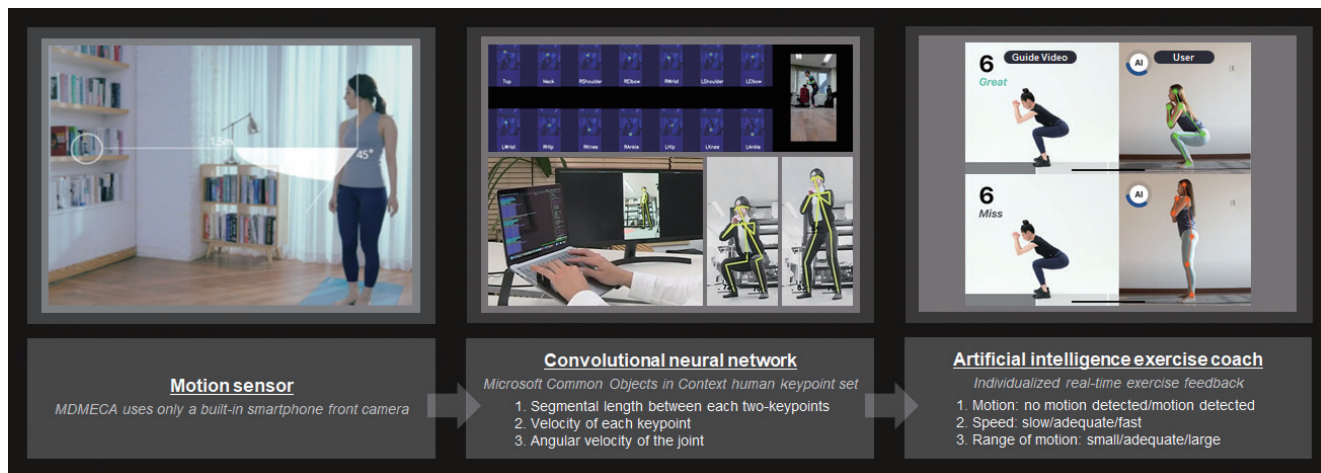 1.5m
45°
Top Neck RShoulder RElbow RWrist LShoulder LElbow
LWrist RHip RKnee RAnkle LHip LKnee LAnkle
6 Guide Video AI User
Great
6 AI
Miss
Motion sensor
MDMECA uses only a built-in smartphone front camera
Convolutional neural network
Microsoft Common Objects in Context human keypoint set
1. Segmental length between each two-keypoints
2. Velocity of each keypoint
3. Angular velocity of the joint
Artificial intelligence exercise coach
Individualized real-time exercise feedback
1. Motion: no motion detected/motion detected
2. Speed: slow/adequate/fast
3. Range of motion: small/adequate/large